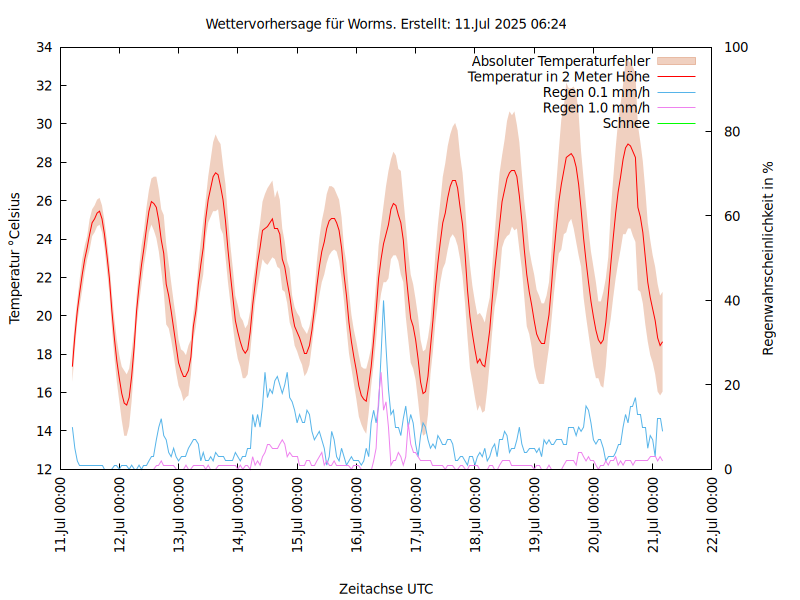 Wettervorhersage für Worms. Erstellt: 11.Jul 2025 06:24
Absoluter Temperaturfehler
Temperatur in 2 Meter Höhe
Regen 0.1 mm/h
Regen 1.0 mm/h
Schnee
Temperatur °Celsius
34
32
30
28
26
24
22
20
18
16
14
12
100
80
60
40
20
0
Regenwahrscheinlichkeit in %
11.Jul 00:00
12.Jul 00:00
13.Jul 00:00
14.Jul 00:00
15.Jul 00:00
16.Jul 00:00
17.Jul 00:00
18.Jul 00:00
19.Jul 00:00
20.Jul 00:00
21.Jul 00:00
22.Jul 00:00
Zeitachse UTC